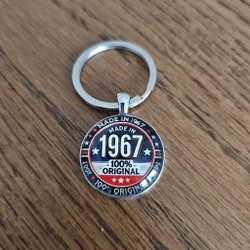 MADE IN 1967
MADE IN
1967
100%
ORIGINAL
100% ORIGINAL